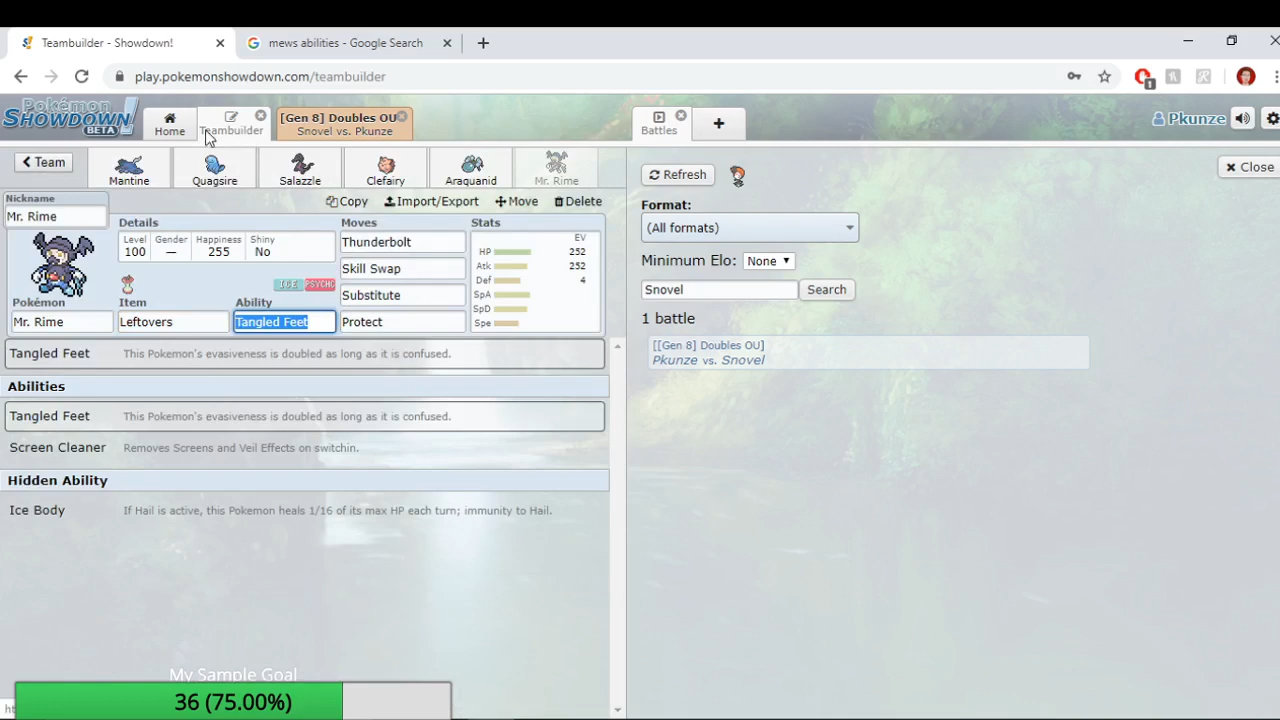 Teambuilder - Showdown!
mews abilities - Google Search
play.pokemonshowdown.com/teambuilder
1
Pokémon
SHOWDOWN!
BETA
Home
Teambuilder
[Gen 8] Doubles OU
Snovel vs. Pkunze
Battles
Pkunze
Team
Mantine
Quagsire
Salazzle
Clefairy
Araquanid
Mr. Rime
Close
Nickname
Mr. Rime
Copy
Import/Export
Move
Delete
Details
Level
100
Gender
—
Happiness
255
Shiny
No
ICE
PSYCHC
Pokémon
Mr. Rime
Item
Leftovers
Ability
Tangled Feet
Moves
Thunderbolt
Skill Swap
Substitute
Protect
Stats
EV
HP 252
Atk 252
Def 4
SpA
SpD
Spe
Tangled Feet This Pokemon's evasiveness is doubled as long as it is confused.
Abilities
Tangled Feet This Pokemon's evasiveness is doubled as long as it is confused.
Screen Cleaner Removes Screens and Veil Effects on switchin.
Hidden Ability
Ice Body If Hail is active, this Pokemon heals 1/16 of its max HP each turn; immunity to Hail.
Refresh
Format:
(All formats)
Minimum Elo: None
Snovel
Search
1 battle
[[Gen 8] Doubles OU]
Pkunze vs. Snovel
My Sample Goal
36 (75.00%)